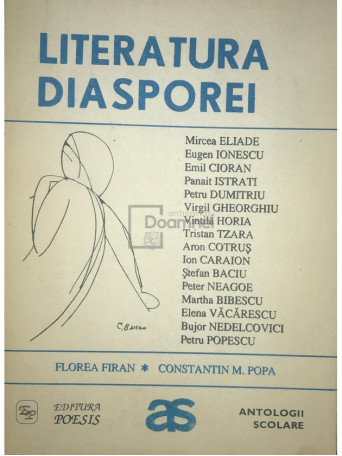 LITERATURA
DIASPOREI
Mircea ELIADE
Eugen IONESCU
Emil CIORAN
Panait ISTRATI
Petru DUMITRIU
Virgil GHEORGHIU
Vintilă HORIA
Tristan TZARA
Aron COTRUȘ
Ion CARAION
Ștefan BACIU
Peter NEAGOE
Martha BIBESCU
Elena VĂCĂRESCU
Bujor NEDELCOVICI
Petru POPESCU
FLOREA FIRAN * CONSTANTIN M. POPA
EDITURA
POESIS
as
ANTOLOGII
ȘCOLARE